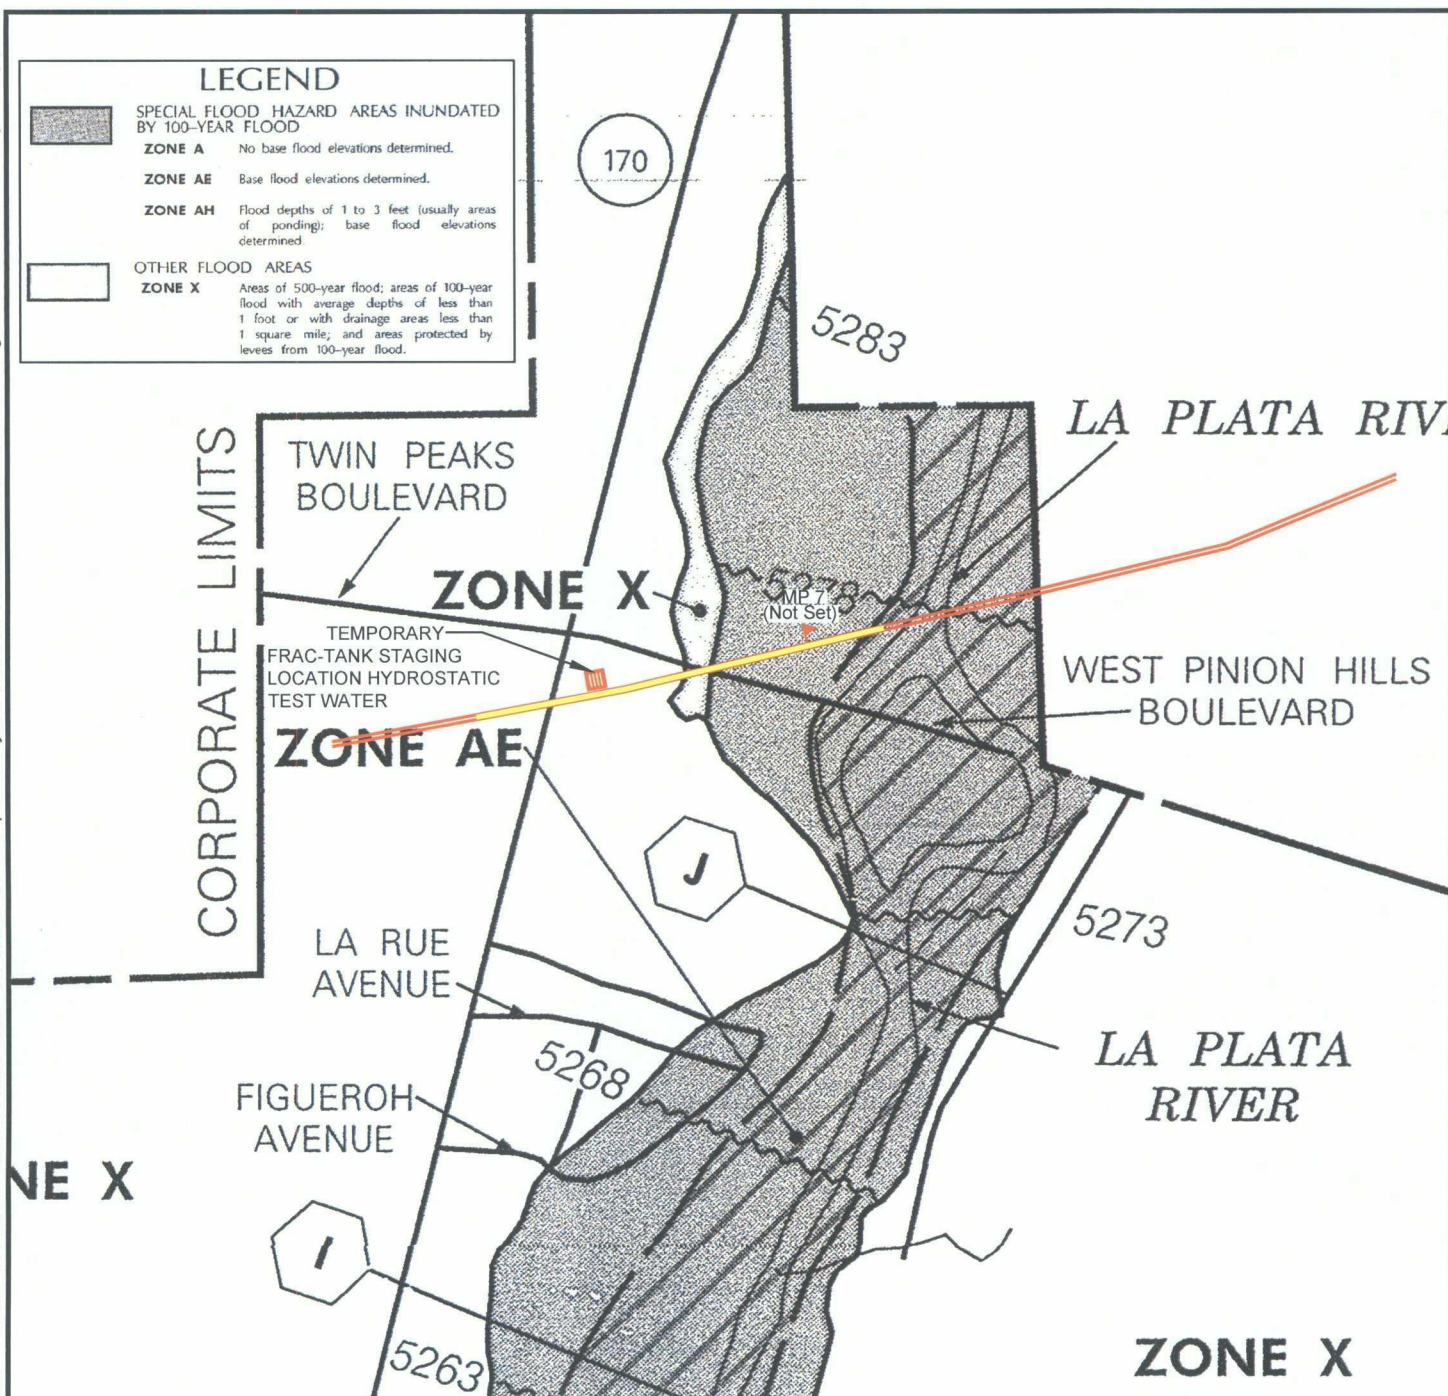 LEGEND
SPECIAL FLOOD HAZARD AREAS INUNDATED
BY 100-YEAR FLOOD
ZONE A No base flood elevations determined.
ZONE AE Base flood elevations determined.
ZONE AH Flood depths of 1 to 3 feet (usually areas
of ponding); base flood elevations
determined.
OTHER FLOOD AREAS
ZONE X Areas of 500-year flood; areas of 100-year
flood with average depths of less than
1 foot or with drainage areas less than
1 square mile; and areas protected by
levees from 100-year flood.
170
5283
LA PLATA RIV
CORPORATE LIMITS
TWIN PEAKS
BOULEVARD
ZONE X
5278
MP 7
(Not Set)
TEMPORARY
FRAC-TANK STAGING
LOCATION HYDROSTATIC
TEST WATER
WEST PINION HILLS
BOULEVARD
ZONE AE
J
5273
LA RUE
AVENUE
5268
LA PLATA
RIVER
FIGUEROH
AVENUE
NE X
I
5263
ZONE X